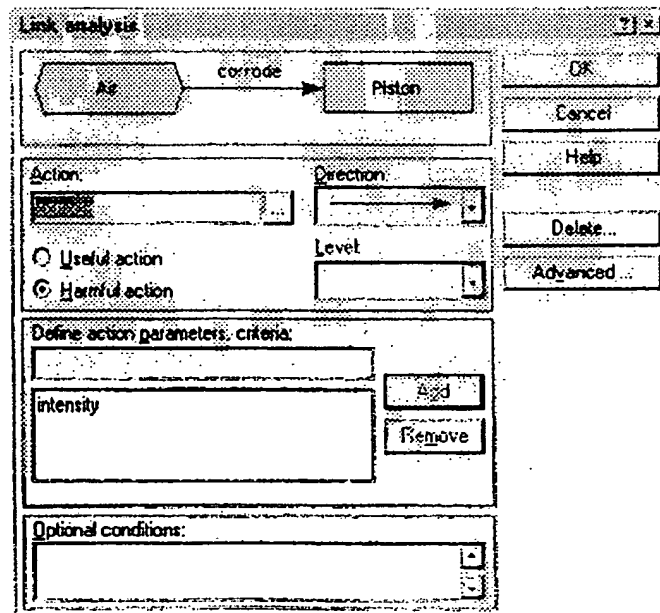 Link analysis
corrode
Air
Piston
OK
Cancel
Help
Action:
Direction:
...
Delete...
Useful action
Level:
Harmful action
Advanced...
Define action parameters, criteria:
Add
intensity
Remove
Optional conditions: